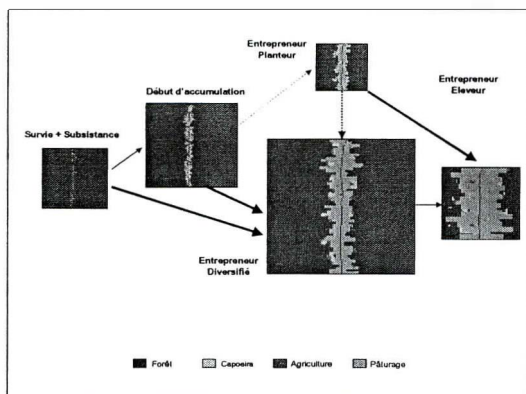 Entrepreneur
Planteur
Entrepreneur
Eleveur
Début d'accumulation
Survie + Subsistance
Entrepreneur
Diversifié
Forêt
Capoeira
Agriculture
Pâturage